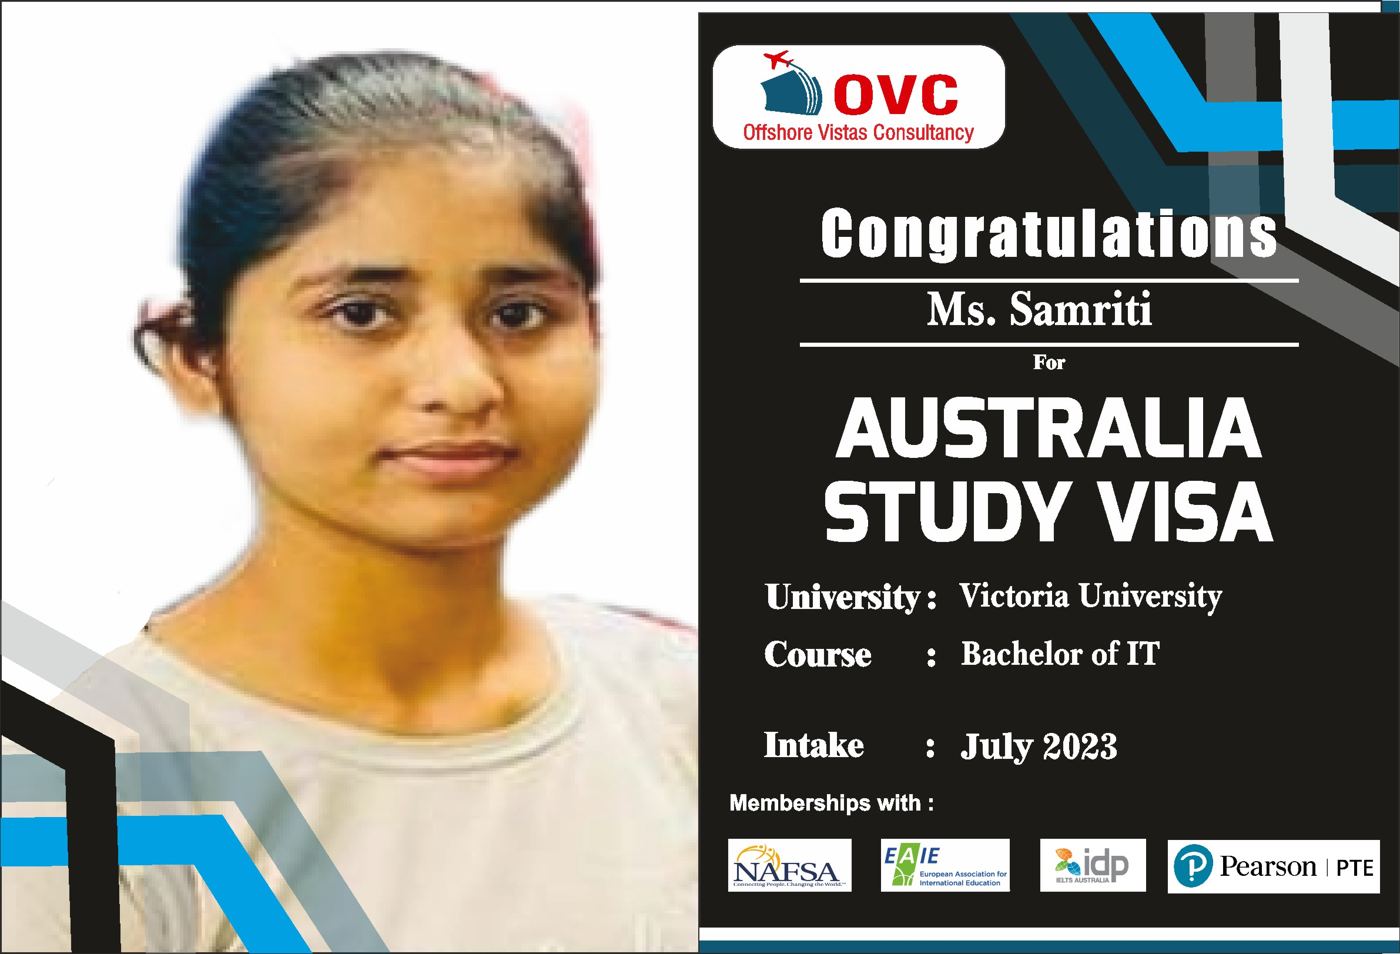 OVC
Offshore Vistas Consultancy
Congratulations
Ms. Samriti
For
AUSTRALIA
STUDY VISA
University : Victoria University
Course : Bachelor of IT
Intake : July 2023
Memberships with :
NAFSA
Connecting People. Changing the World.™
EAIE
European Association for
International Education
idp
IELTS AUSTRALIA
P Pearson | PTE